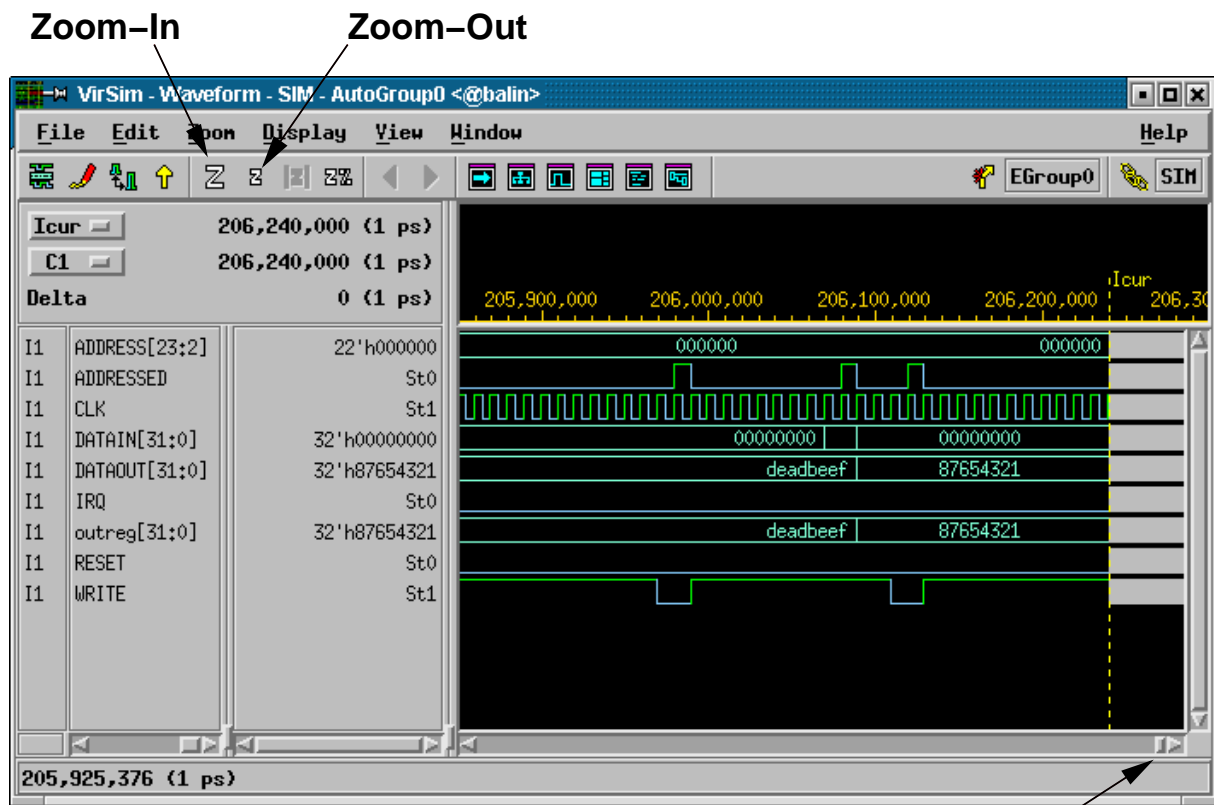 Zoom−In Zoom−Out
VirSim - Waveform - SIM - AutoGroup0 <@balin>
File Edit Zoom Display View Window Help
Z Z |Z| Z% EGroup0 SIM
Icur 206,240,000 (1 ps)
C1 206,240,000 (1 ps)
Delta 0 (1 ps)
Icur
205,900,000 206,000,000 206,100,000 206,200,000 206,30
I1 ADDRESS[23:2] 22'h000000 000000 000000
I1 ADDRESSED St0
I1 CLK St1
I1 DATAIN[31:0] 32'h00000000 00000000 00000000
I1 DATAOUT[31:0] 32'h87654321 deadbeef 87654321
I1 IRQ St0
I1 outreg[31:0] 32'h87654321 deadbeef 87654321
I1 RESET St0
I1 WRITE St1
205,925,376 (1 ps)